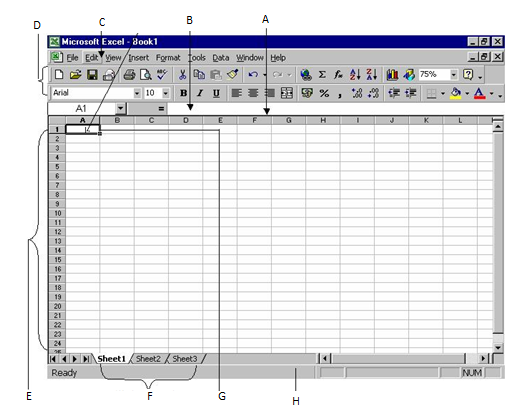 D C B A
Microsoft Excel - Book1
File Edit View Insert Format Tools Data Window Help
Σ fx 75% ?
Arial 10 B I U % ,
A1 =
A B C D E F G H I J K L
1
2
3
4
5
6
7
8
9
10
11
12
13
14
15
16
17
18
19
20
21
22
23
24
25
Sheet1 Sheet2 Sheet3
Ready NUM
E F G H